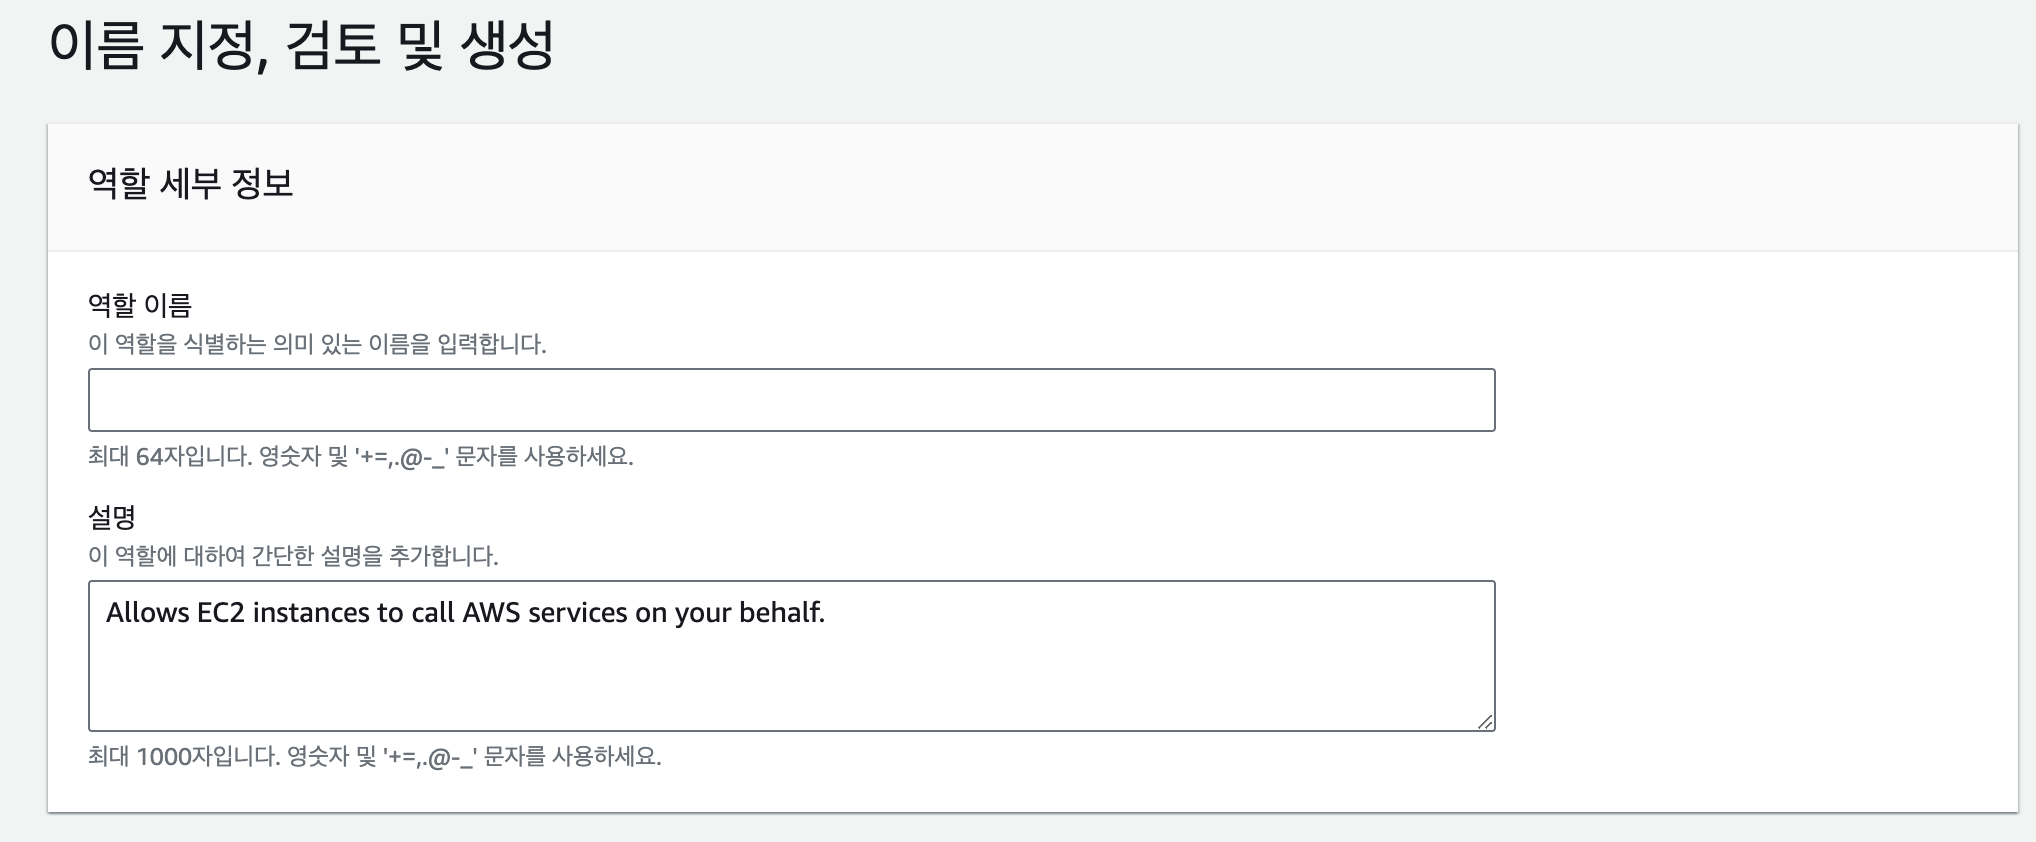 이름 지정, 검토 및 생성
역할 세부 정보
역할 이름
이 역할을 식별하는 의미 있는 이름을 입력합니다.
최대 64자입니다. 영숫자 및 '+=,.@-_' 문자를 사용하세요.
설명
이 역할에 대하여 간단한 설명을 추가합니다.
Allows EC2 instances to call AWS services on your behalf.
최대 1000자입니다. 영숫자 및 '+=,.@-_' 문자를 사용하세요.